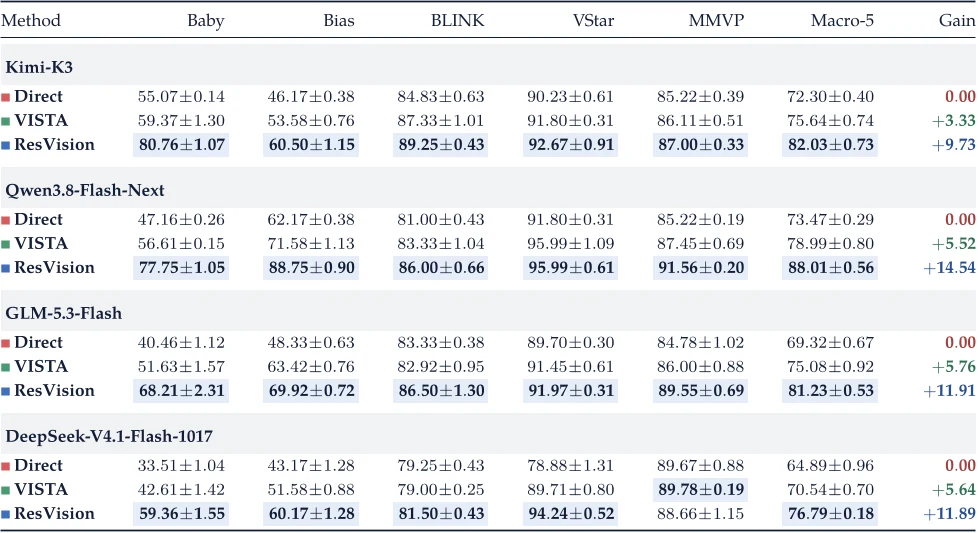 Method Baby Bias BLINK VStar MMVP Macro-5 Gain
Kimi-K3
Direct 55.07±0.14 46.17±0.38 84.83±0.63 90.23±0.61 85.22±0.39 72.30±0.40 0.00
VISTA 59.37±1.30 53.58±0.76 87.33±1.01 91.80±0.31 86.11±0.51 75.64±0.74 +3.33
ResVision 80.76±1.07 60.50±1.15 89.25±0.43 92.67±0.91 87.00±0.33 82.03±0.73 +9.73
Qwen3.8-Flash-Next
Direct 47.16±0.26 62.17±0.38 81.00±0.43 91.80±0.31 85.22±0.19 73.47±0.29 0.00
VISTA 56.61±0.15 71.58±1.13 83.33±1.04 95.99±1.09 87.45±0.69 78.99±0.80 +5.52
ResVision 77.75±1.05 88.75±0.90 86.00±0.66 95.99±0.61 91.56±0.20 88.01±0.56 +14.54
GLM-5.3-Flash
Direct 40.46±1.12 48.33±0.63 83.33±0.38 89.70±0.30 84.78±1.02 69.32±0.67 0.00
VISTA 51.63±1.57 63.42±0.76 82.92±0.95 91.45±0.61 86.00±0.88 75.08±0.92 +5.76
ResVision 68.21±2.31 69.92±0.72 86.50±1.30 91.97±0.31 89.55±0.69 81.23±0.53 +11.91
DeepSeek-V4.1-Flash-1017
Direct 33.51±1.04 43.17±1.28 79.25±0.43 78.88±1.31 89.67±0.88 64.89±0.96 0.00
VISTA 42.61±1.42 51.58±0.88 79.00±0.25 89.71±0.80 89.78±0.19 70.54±0.70 +5.64
ResVision 59.36±1.55 60.17±1.28 81.50±0.43 94.24±0.52 88.66±1.15 76.79±0.18 +11.89